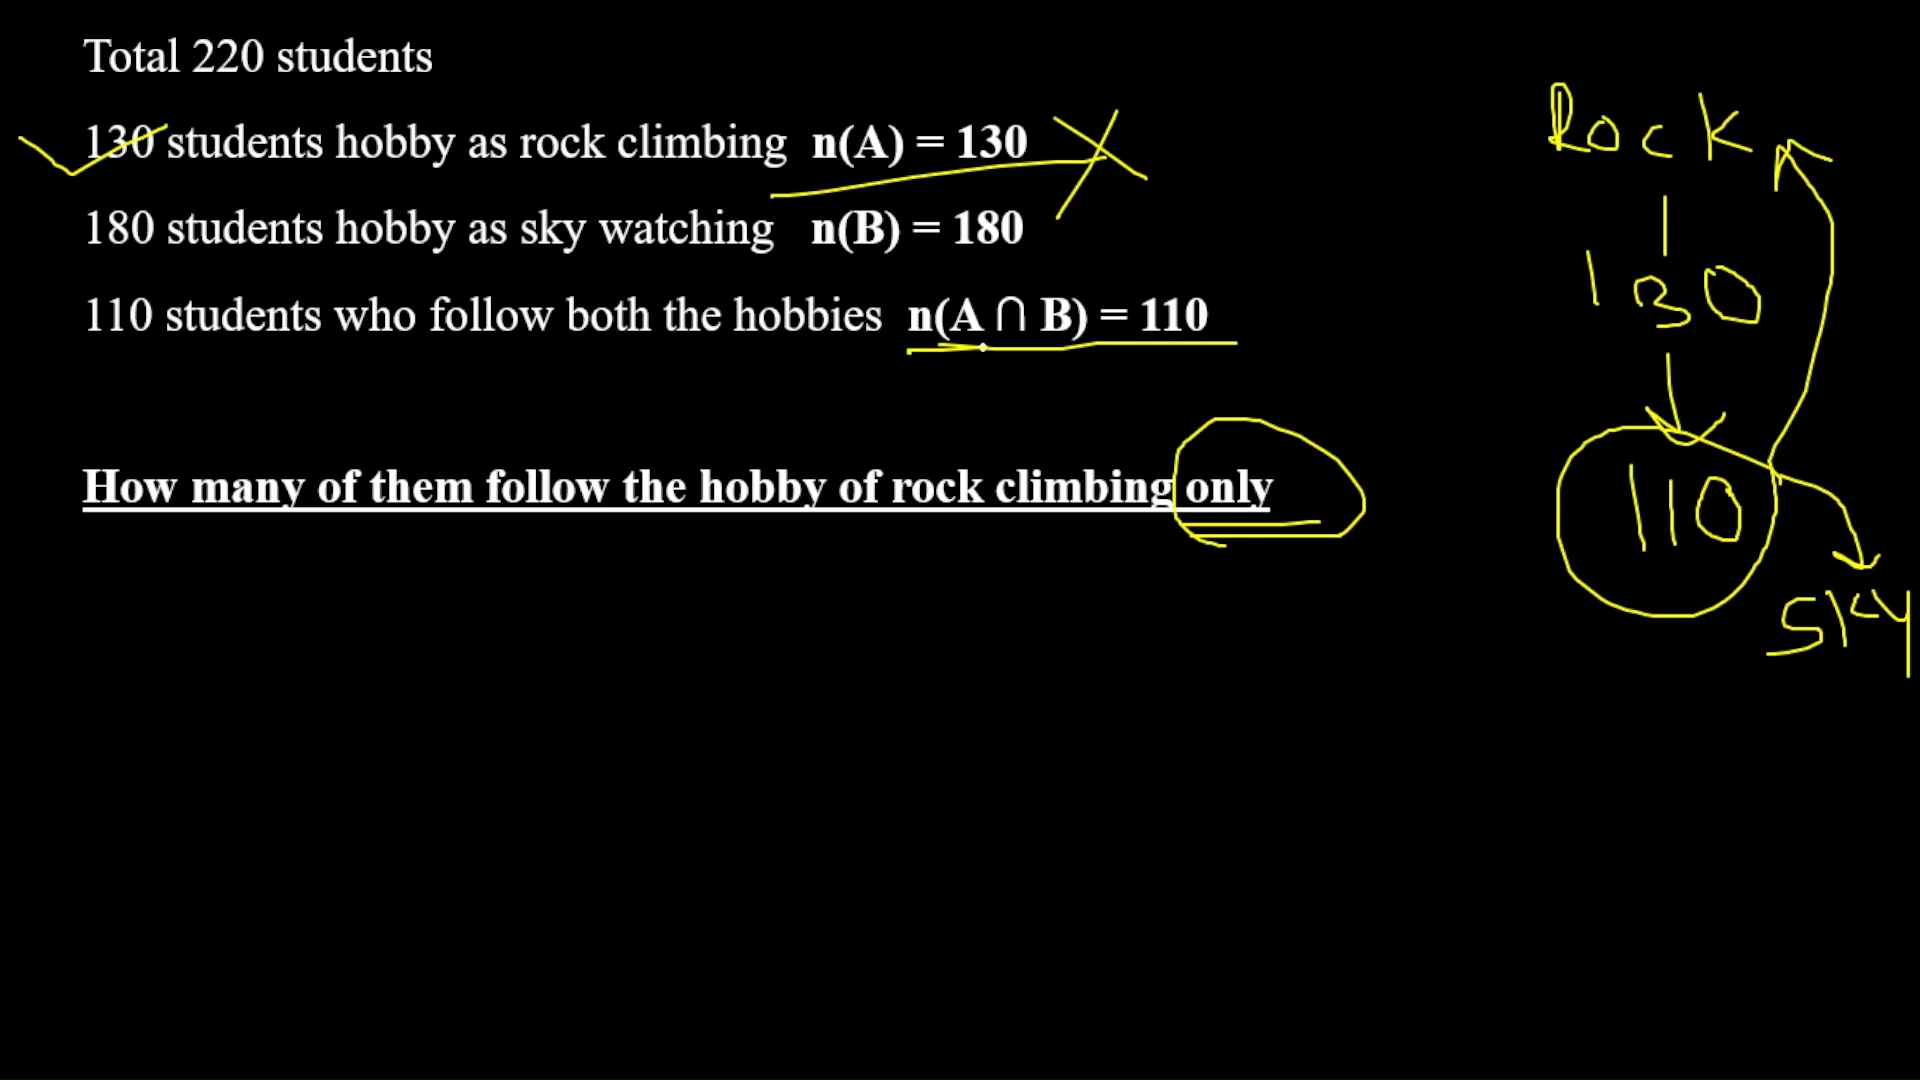 Total 220 students
130 students hobby as rock climbing n(A) = 130
180 students hobby as sky watching n(B) = 180
110 students who follow both the hobbies n(A ∩ B) = 110
How many of them follow the hobby of rock climbing only
Rock
130
110
Sky